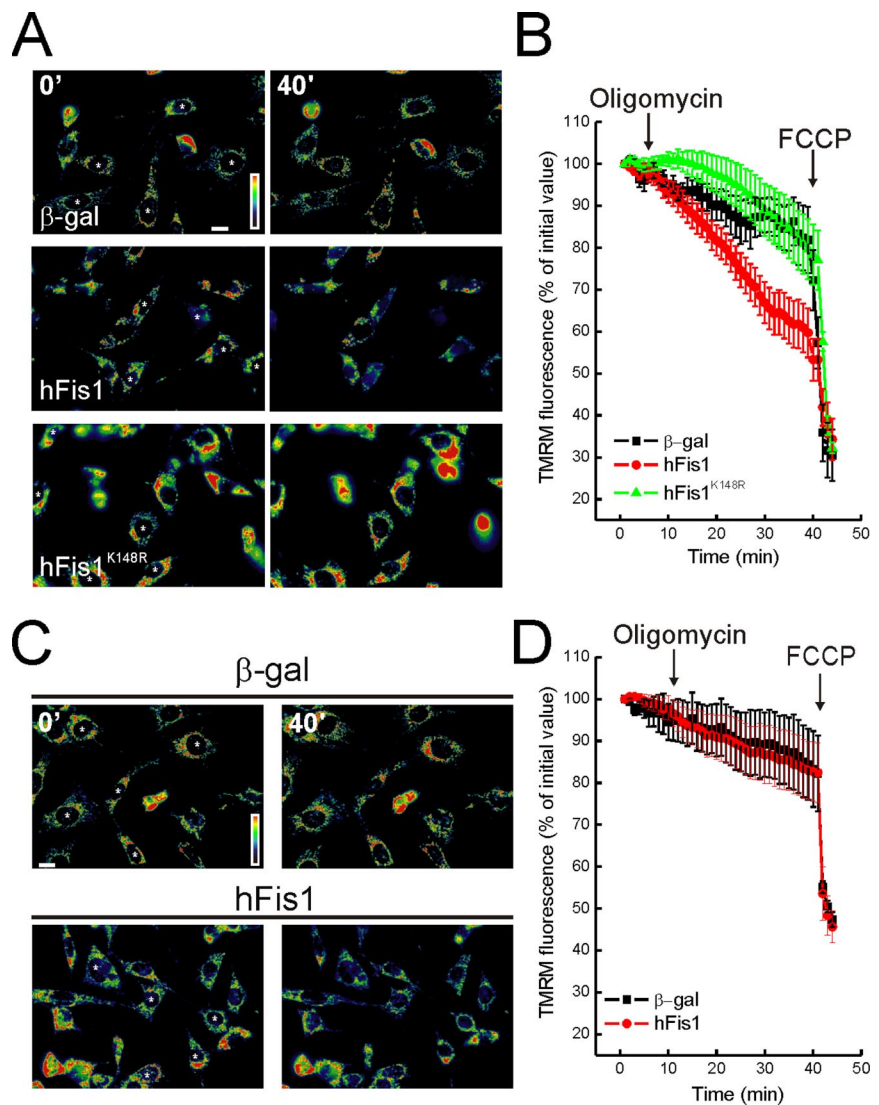 A
0'
40'
β-gal
hFis1
hFis1K148R
B
Oligomycin
FCCP
110
100
90
80
70
60
50
40
30
20
TMRM fluorescence (% of initial value)
β-gal
hFis1
hFis1K148R
0 10 20 30 40 50
Time (min)
C
β-gal
0'
40'
hFis1
D
Oligomycin
FCCP
110
100
90
80
70
60
50
40
30
20
TMRM fluorescence (% of initial value)
β-gal
hFis1
0 10 20 30 40 50
Time (min)